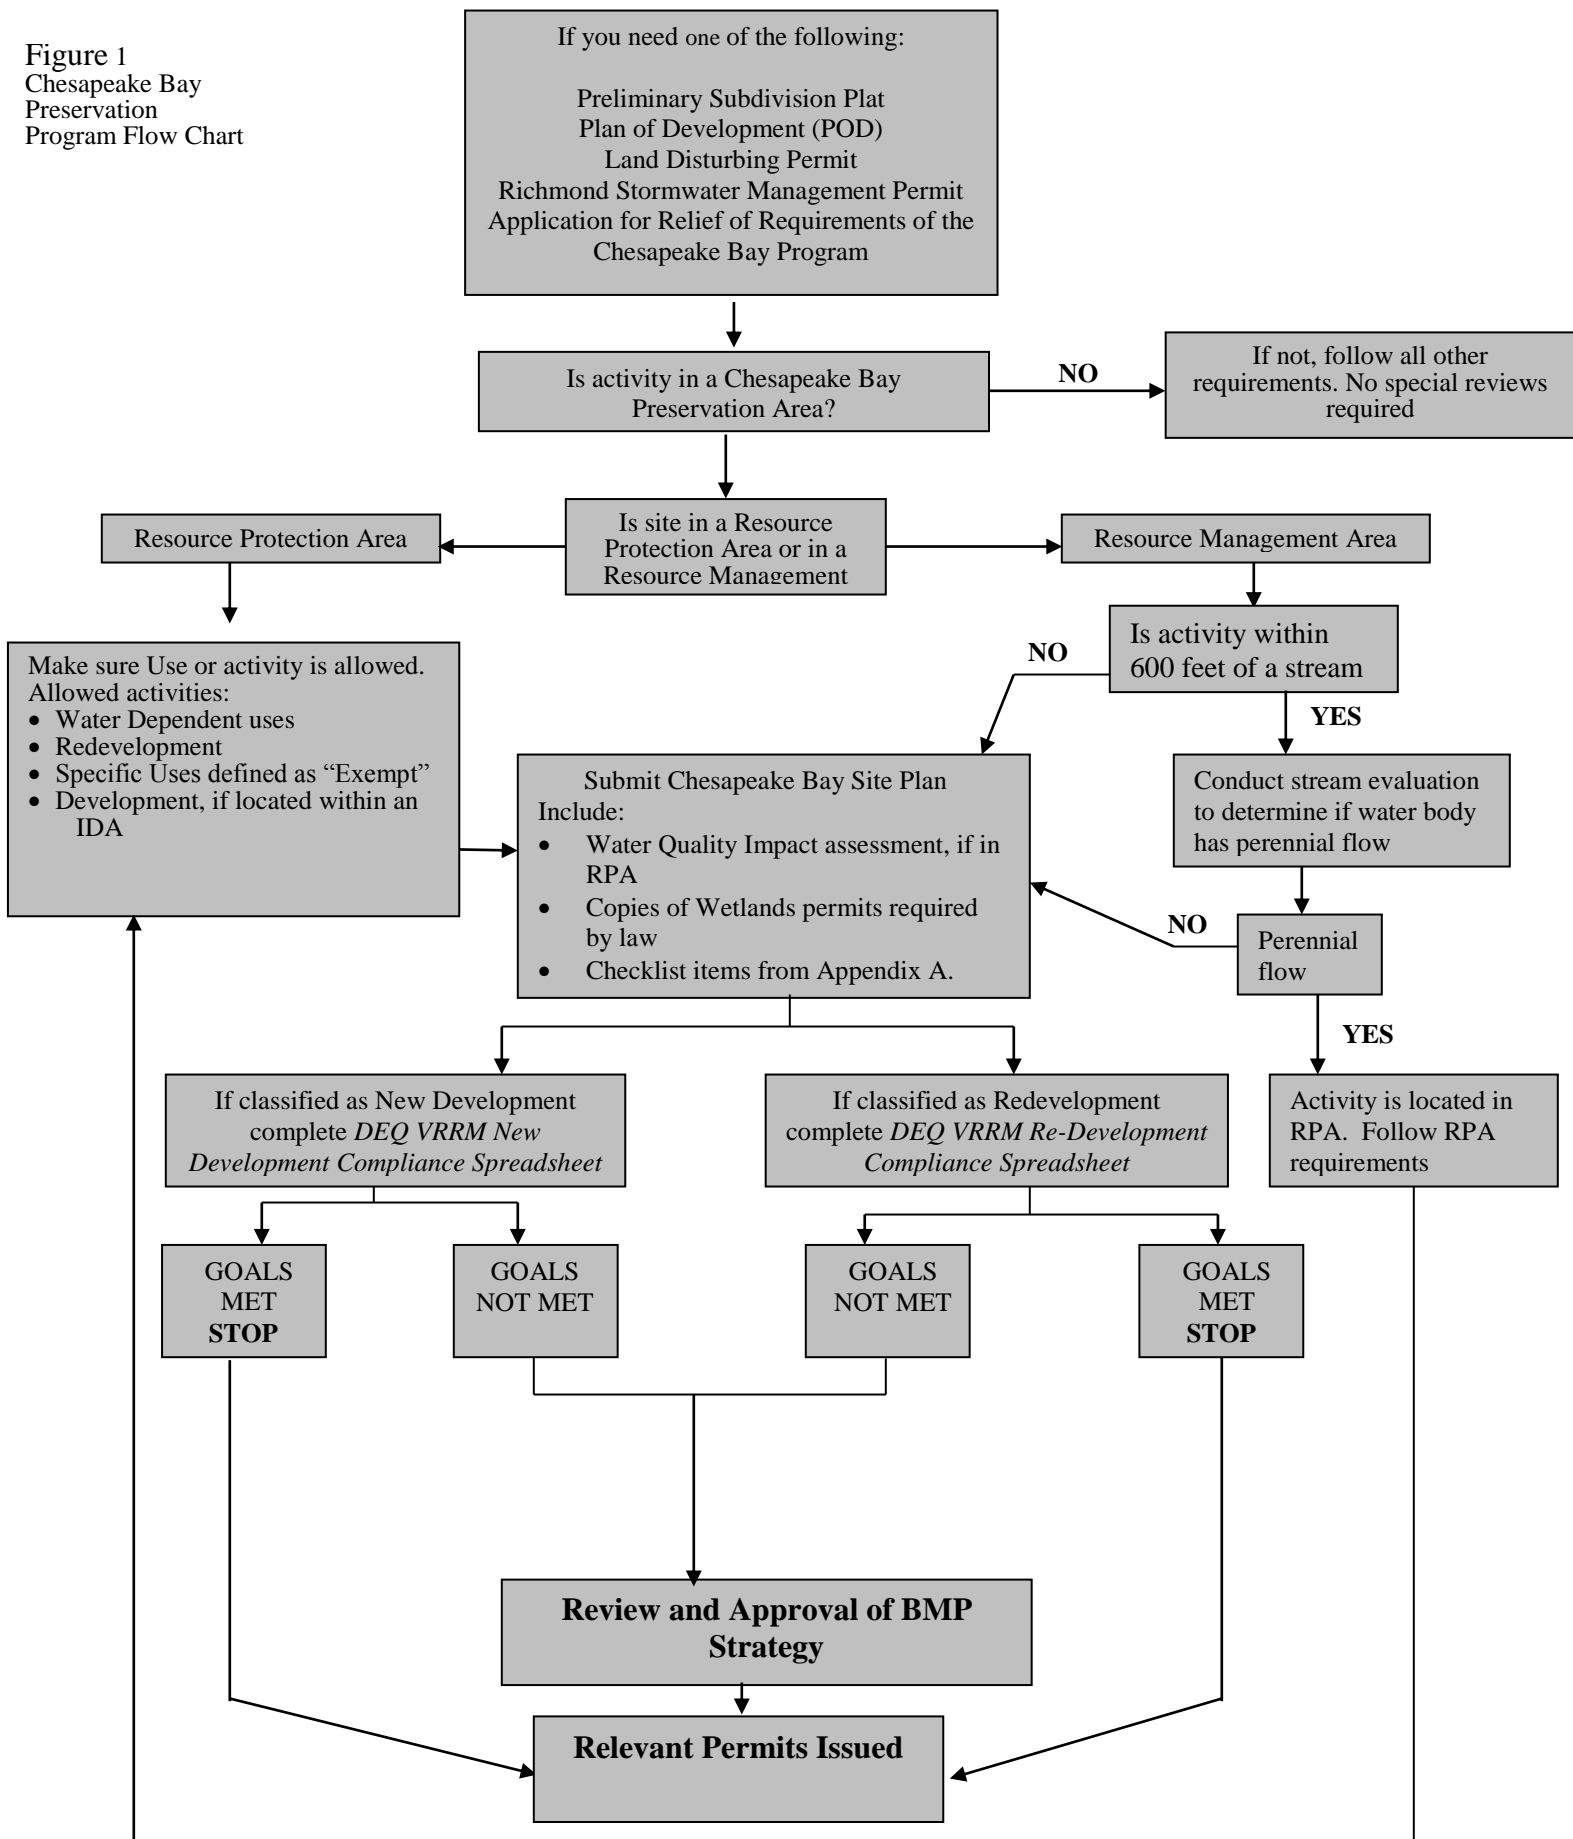 Figure 1
Chesapeake Bay
Preservation
Program Flow Chart
If you need one of the following:
Preliminary Subdivision Plat
Plan of Development (POD)
Land Disturbing Permit
Richmond Stormwater Management Permit
Application for Relief of Requirements of the
Chesapeake Bay Program
Is activity in a Chesapeake Bay
Preservation Area?
NO
If not, follow all other
requirements. No special reviews
required
Resource Protection Area
Is site in a Resource
Protection Area or in a
Resource Management
Resource Management Area
Make sure Use or activity is allowed.
Allowed activities:
• Water Dependent uses
• Redevelopment
• Specific Uses defined as “Exempt”
• Development, if located within an
IDA
Is activity within
600 feet of a stream
NO
YES
Submit Chesapeake Bay Site Plan
Include:
• Water Quality Impact assessment, if in
RPA
• Copies of Wetlands permits required
by law
• Checklist items from Appendix A.
Conduct stream evaluation
to determine if water body
has perennial flow
NO
Perennial
flow
YES
If classified as New Development
complete DEQ VRRM New
Development Compliance Spreadsheet
If classified as Redevelopment
complete DEQ VRRM Re-Development
Compliance Spreadsheet
Activity is located in
RPA. Follow RPA
requirements
GOALS
MET
STOP
GOALS
NOT MET
GOALS
NOT MET
GOALS
MET
STOP
Review and Approval of BMP
Strategy
Relevant Permits Issued